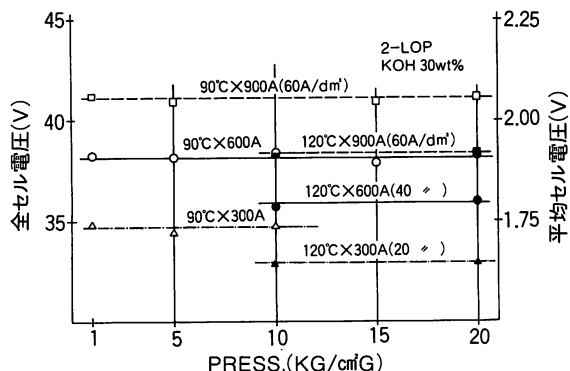 45
40
35
全セル電圧(V)
2.25
2.00
1.75
平均セル電圧(V)
2-LOP
KOH 30wt%
90℃×900A(60A/dm²)
90℃×600A
120℃×900A(60A/dm²)
120℃×600A(40 〃 )
90℃×300A
120℃×300A(20 〃 )
1 5 10 15 20
PRESS.(KG/cm²G)